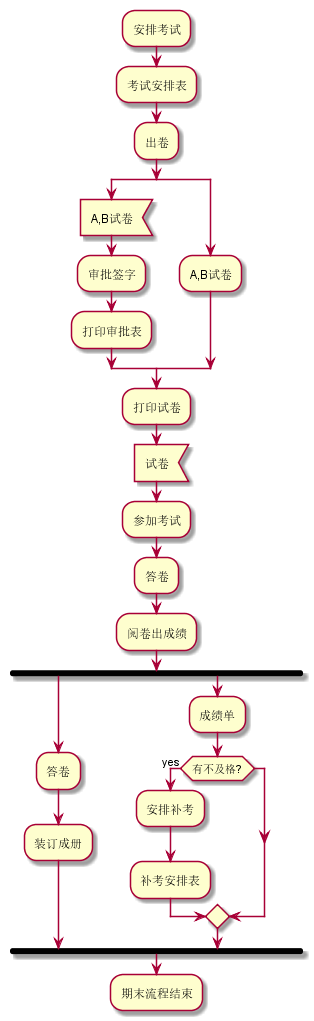 安排考试
考试安排表
出卷
A,B试卷
审批签字
A,B试卷
打印审批表
打印试卷
试卷
参加考试
答卷
阅卷出成绩
成绩单
yes
有不及格?
答卷
安排补考
装订成册
补考安排表
期末流程结束